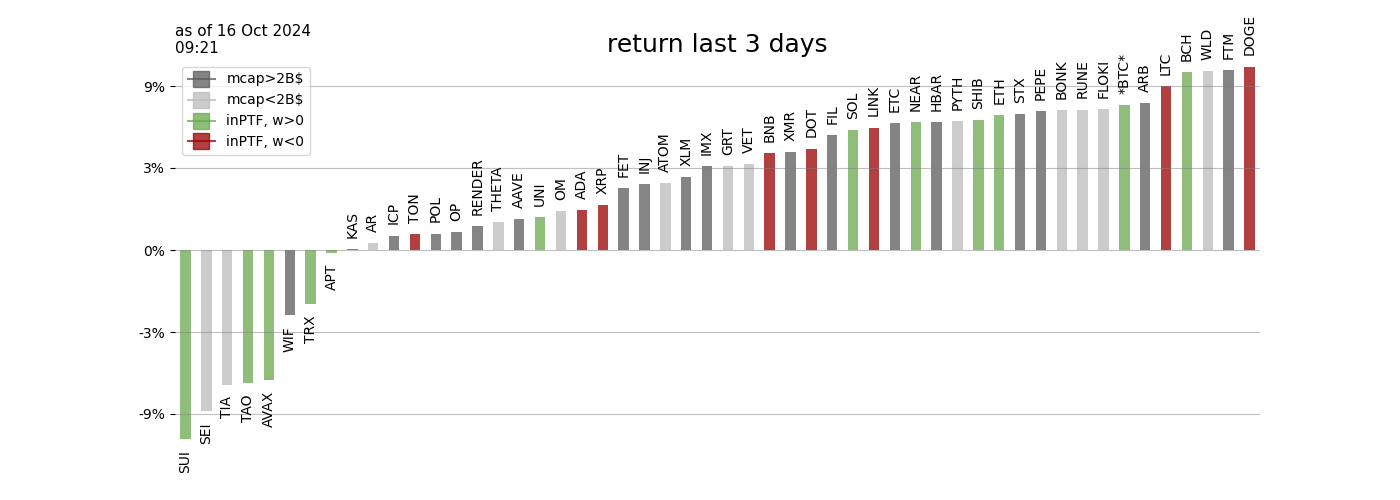 as of 16 Oct 2024
09:21
return last 3 days
mcap>2B$
mcap<2B$
inPTF, w>0
inPTF, w<0
9%
3%
0%
-3%
-9%
SUI
SEI
TIA
TAO
AVAX
WIF
TRX
APT
KAS
AR
ICP
TON
POL
OP
RENDER
THETA
AAVE
UNI
OM
ADA
XRP
FET
INJ
ATOM
XLM
IMX
GRT
VET
BNB
XMR
DOT
FIL
SOL
LINK
ETC
NEAR
HBAR
PYTH
SHIB
ETH
STX
PEPE
BONK
RUNE
FLOKI
*BTC*
ARB
LTC
BCH
WLD
FTM
DOGE